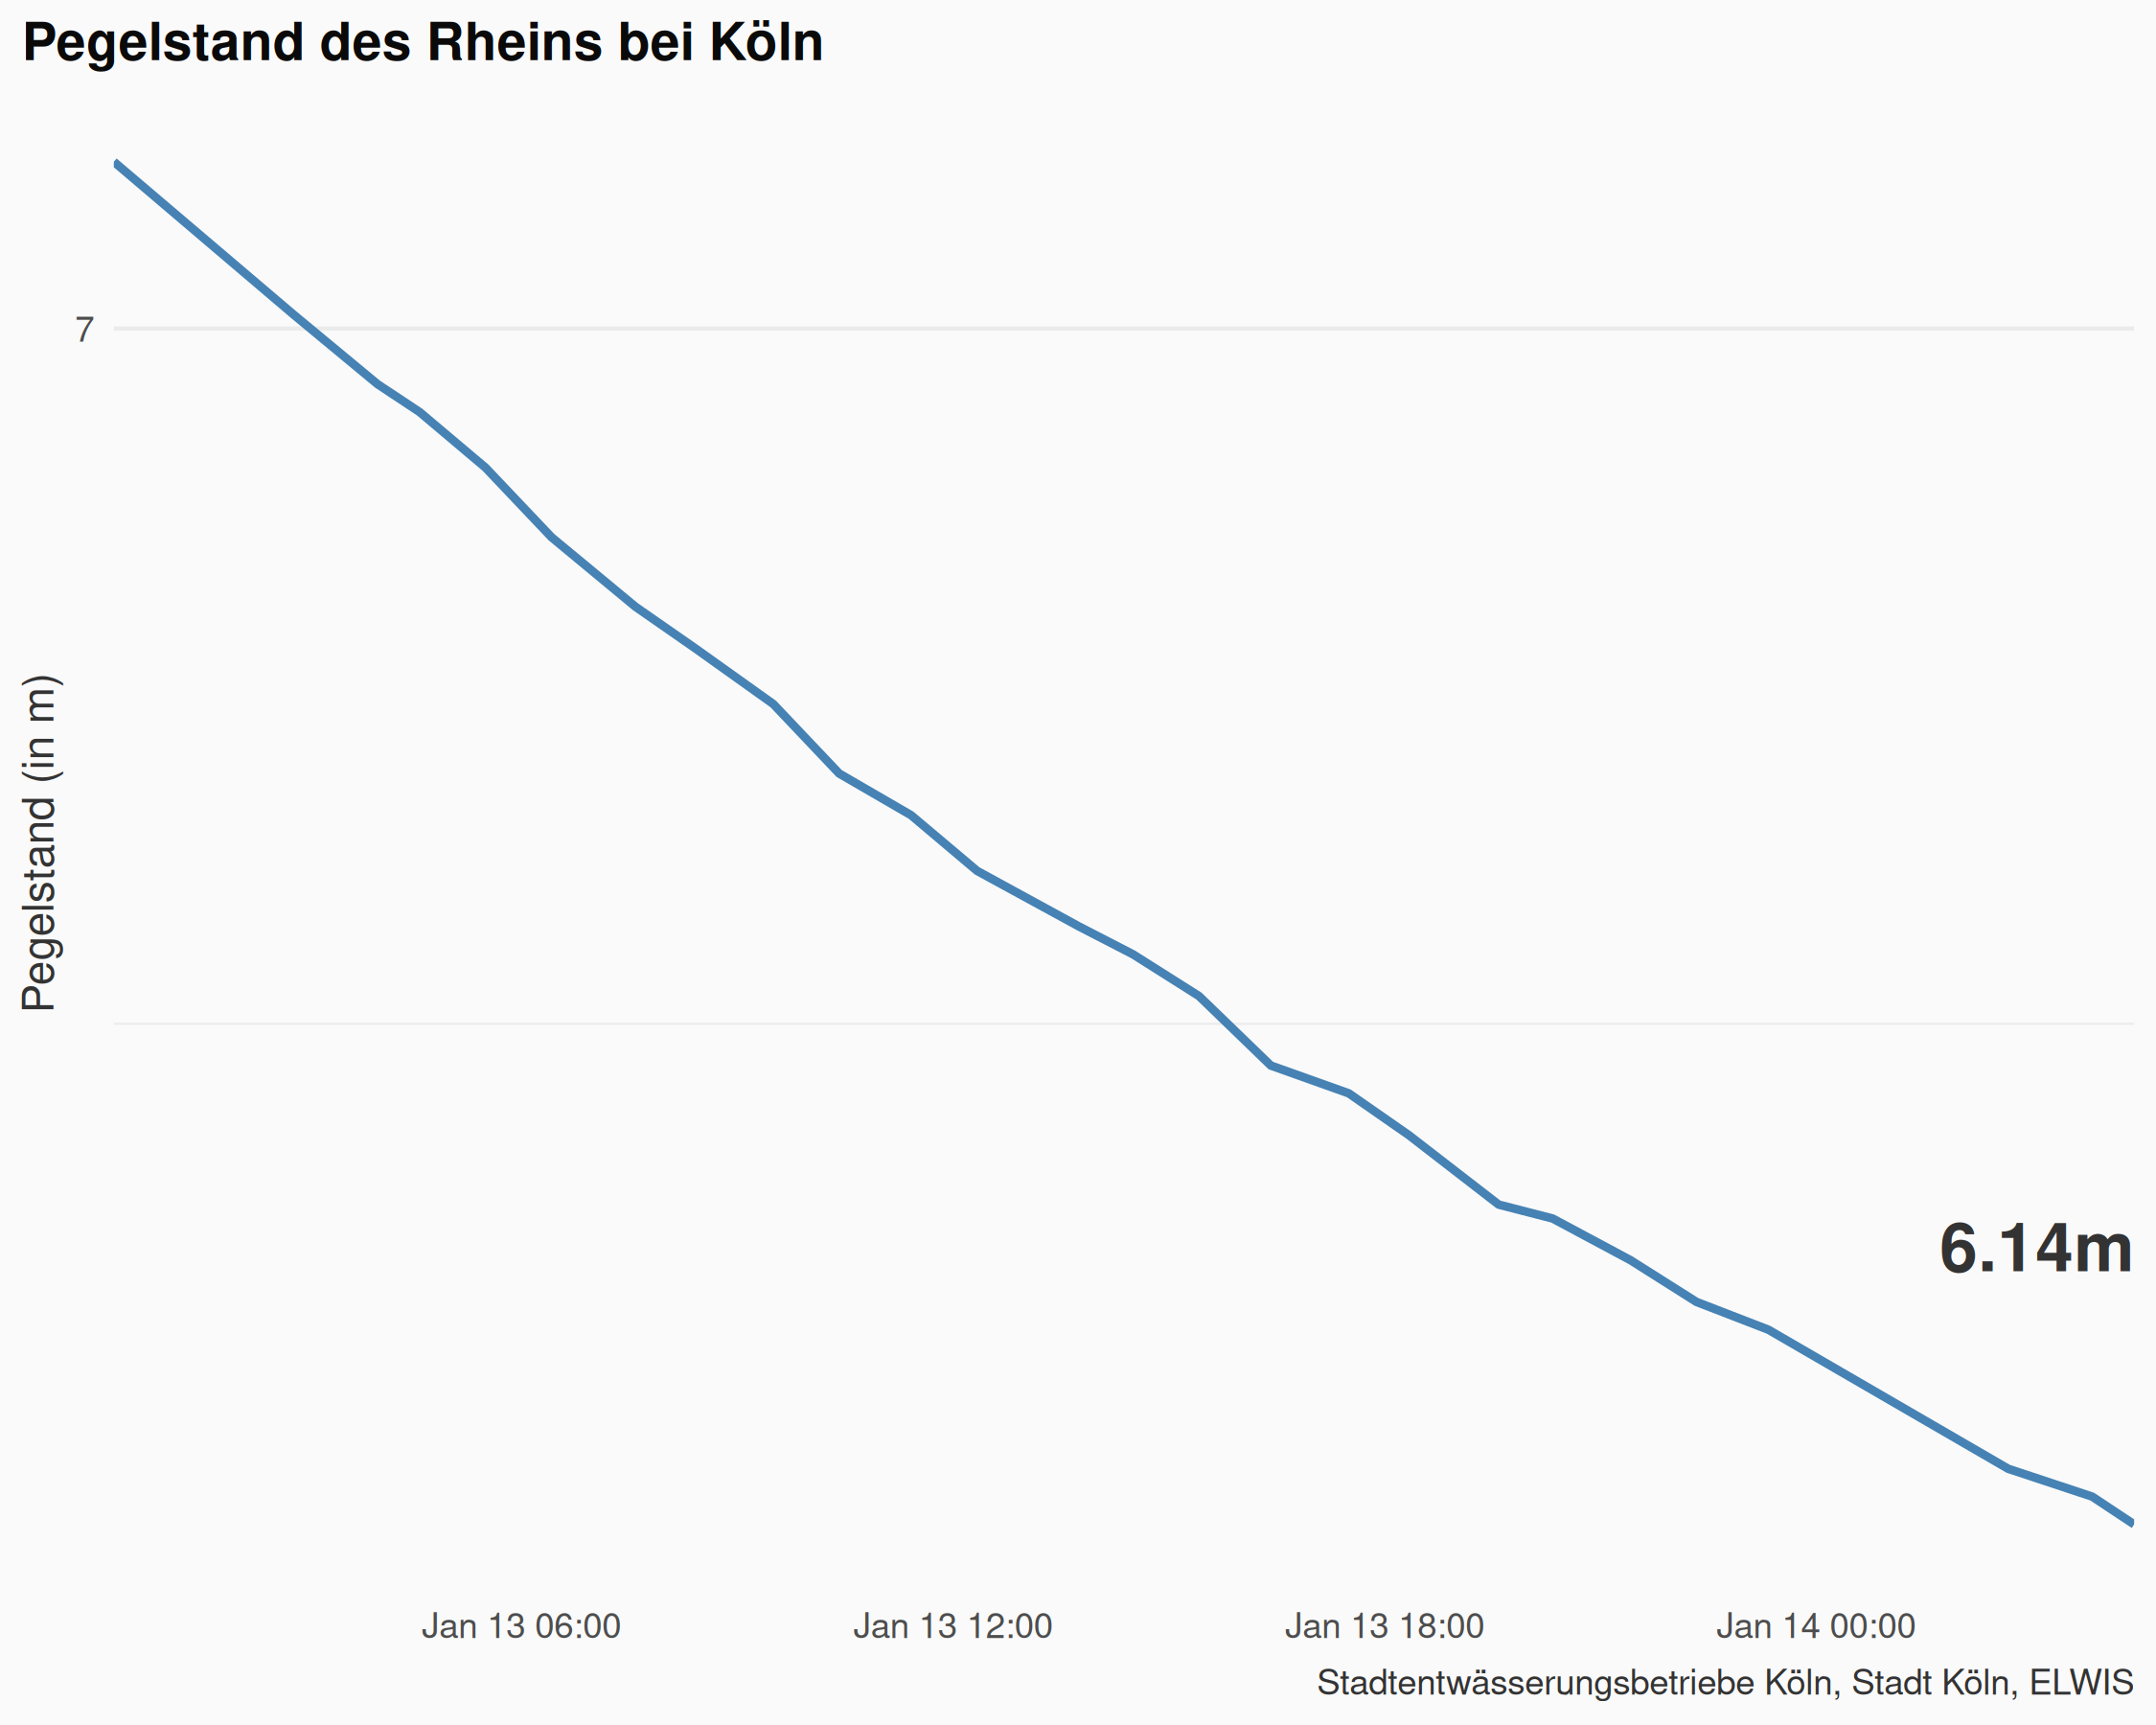 Pegelstand des Rheins bei Köln
7
Pegelstand (in m)
6.14m
Jan 13 06:00 Jan 13 12:00 Jan 13 18:00 Jan 14 00:00
Stadtentwässerungsbetriebe Köln, Stadt Köln, ELWIS